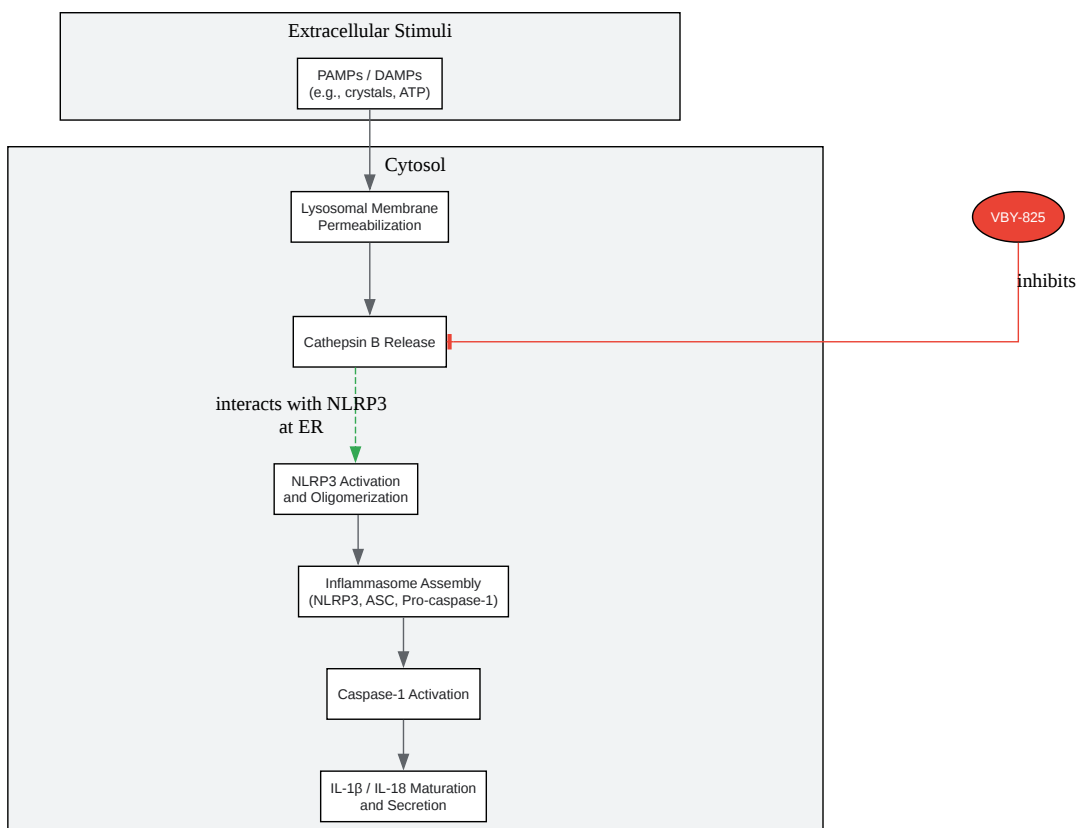 Extracellular Stimuli
PAMPs / DAMPs
(e.g., crystals, ATP)
Cytosol
Lysosomal Membrane
Permeabilization
VBY-825
inhibits
Cathepsin B Release
interacts with NLRP3
at ER
NLRP3 Activation
and Oligomerization
Inflammasome Assembly
(NLRP3, ASC, Pro-caspase-1)
Caspase-1 Activation
IL-1β / IL-18 Maturation
and Secretion